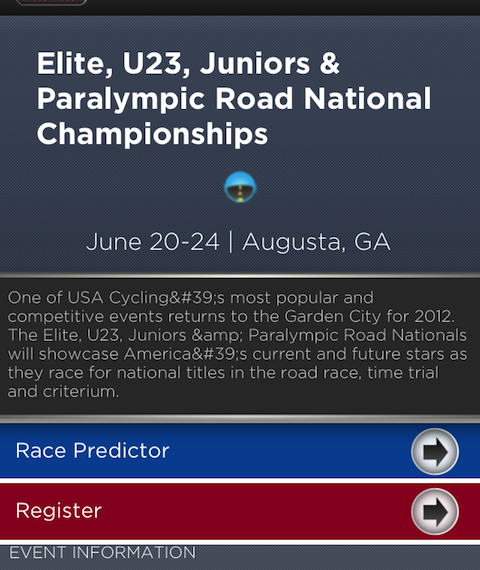 Elite, U23, Juniors &
Paralympic Road National
Championships
June 20-24 | Augusta, GA
One of USA Cycling&#39;s most popular and
competitive events returns to the Garden City for 2012.
The Elite, U23, Juniors &amp; Paralympic Road Nationals
will showcase America&#39;s current and future stars as
they race for national titles in the road race, time trial
and criterium.
Race Predictor
Register
EVENT INFORMATION